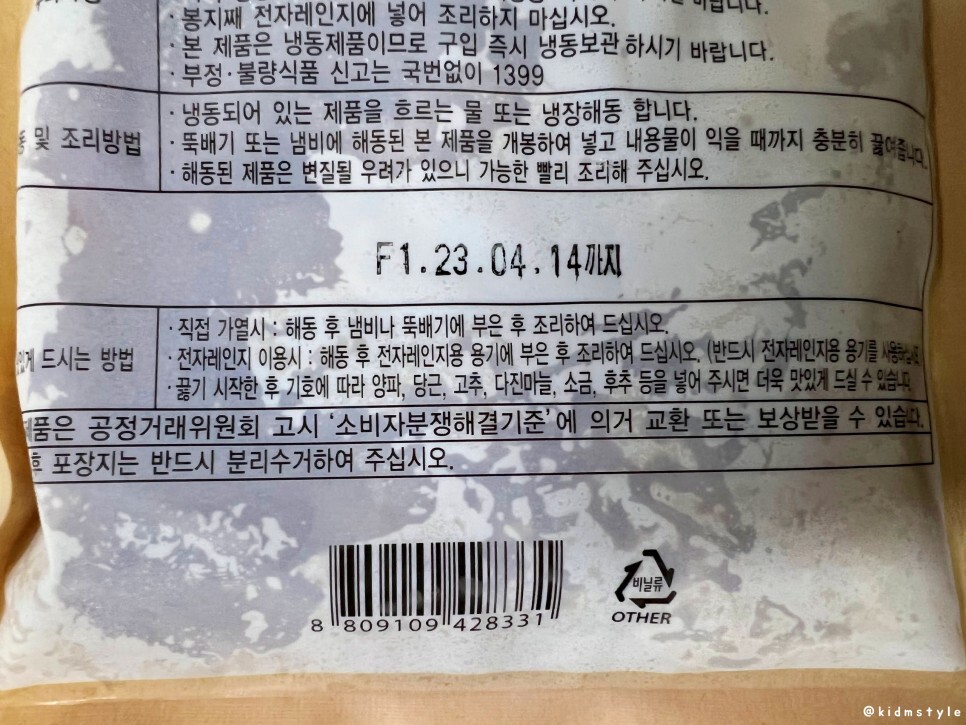 바랍니다.
· 봉지째 전자레인지에 넣어 조리하지 마십시오.
· 본 제품은 냉동제품이므로 구입 즉시 냉동보관 하시기 바랍니다.
· 부정·불량식품 신고는 국번없이 1399
및 조리방법
· 냉동되어 있는 제품을 흐르는 물 또는 냉장해동 합니다.
· 뚝배기 또는 냄비에 해동된 본 제품을 개봉하여 넣고 내용물이 익을 때까지 충분히 끓여줍니다.
· 해동된 제품은 변질될 우려가 있으니 가능한 빨리 조리해 주십시오.
F1.23.04.14까지
있게 드시는 방법
· 직접 가열시 : 해동 후 냄비나 뚝배기에 부은 후 조리하여 드십시오.
· 전자레인지 이용시 : 해동 후 전자레인지용 용기에 부은 후 조리하여 드십시오. (반드시 전자레인지용 용기를
· 끓기 시작한 후 기호에 따라 양파, 당근, 고추, 다진마늘, 소금, 후추 등을 넣어 주시면 더욱 맛있게 드실 수 있습니다.
제품은 공정거래위원회 고시 '소비자분쟁해결기준'에 의거 교환 또는 보상받을 수 있습니다.
후 포장지는 반드시 분리수거하여 주십시오.
비닐류
OTHER
8 809109 428331
@kidmstyle